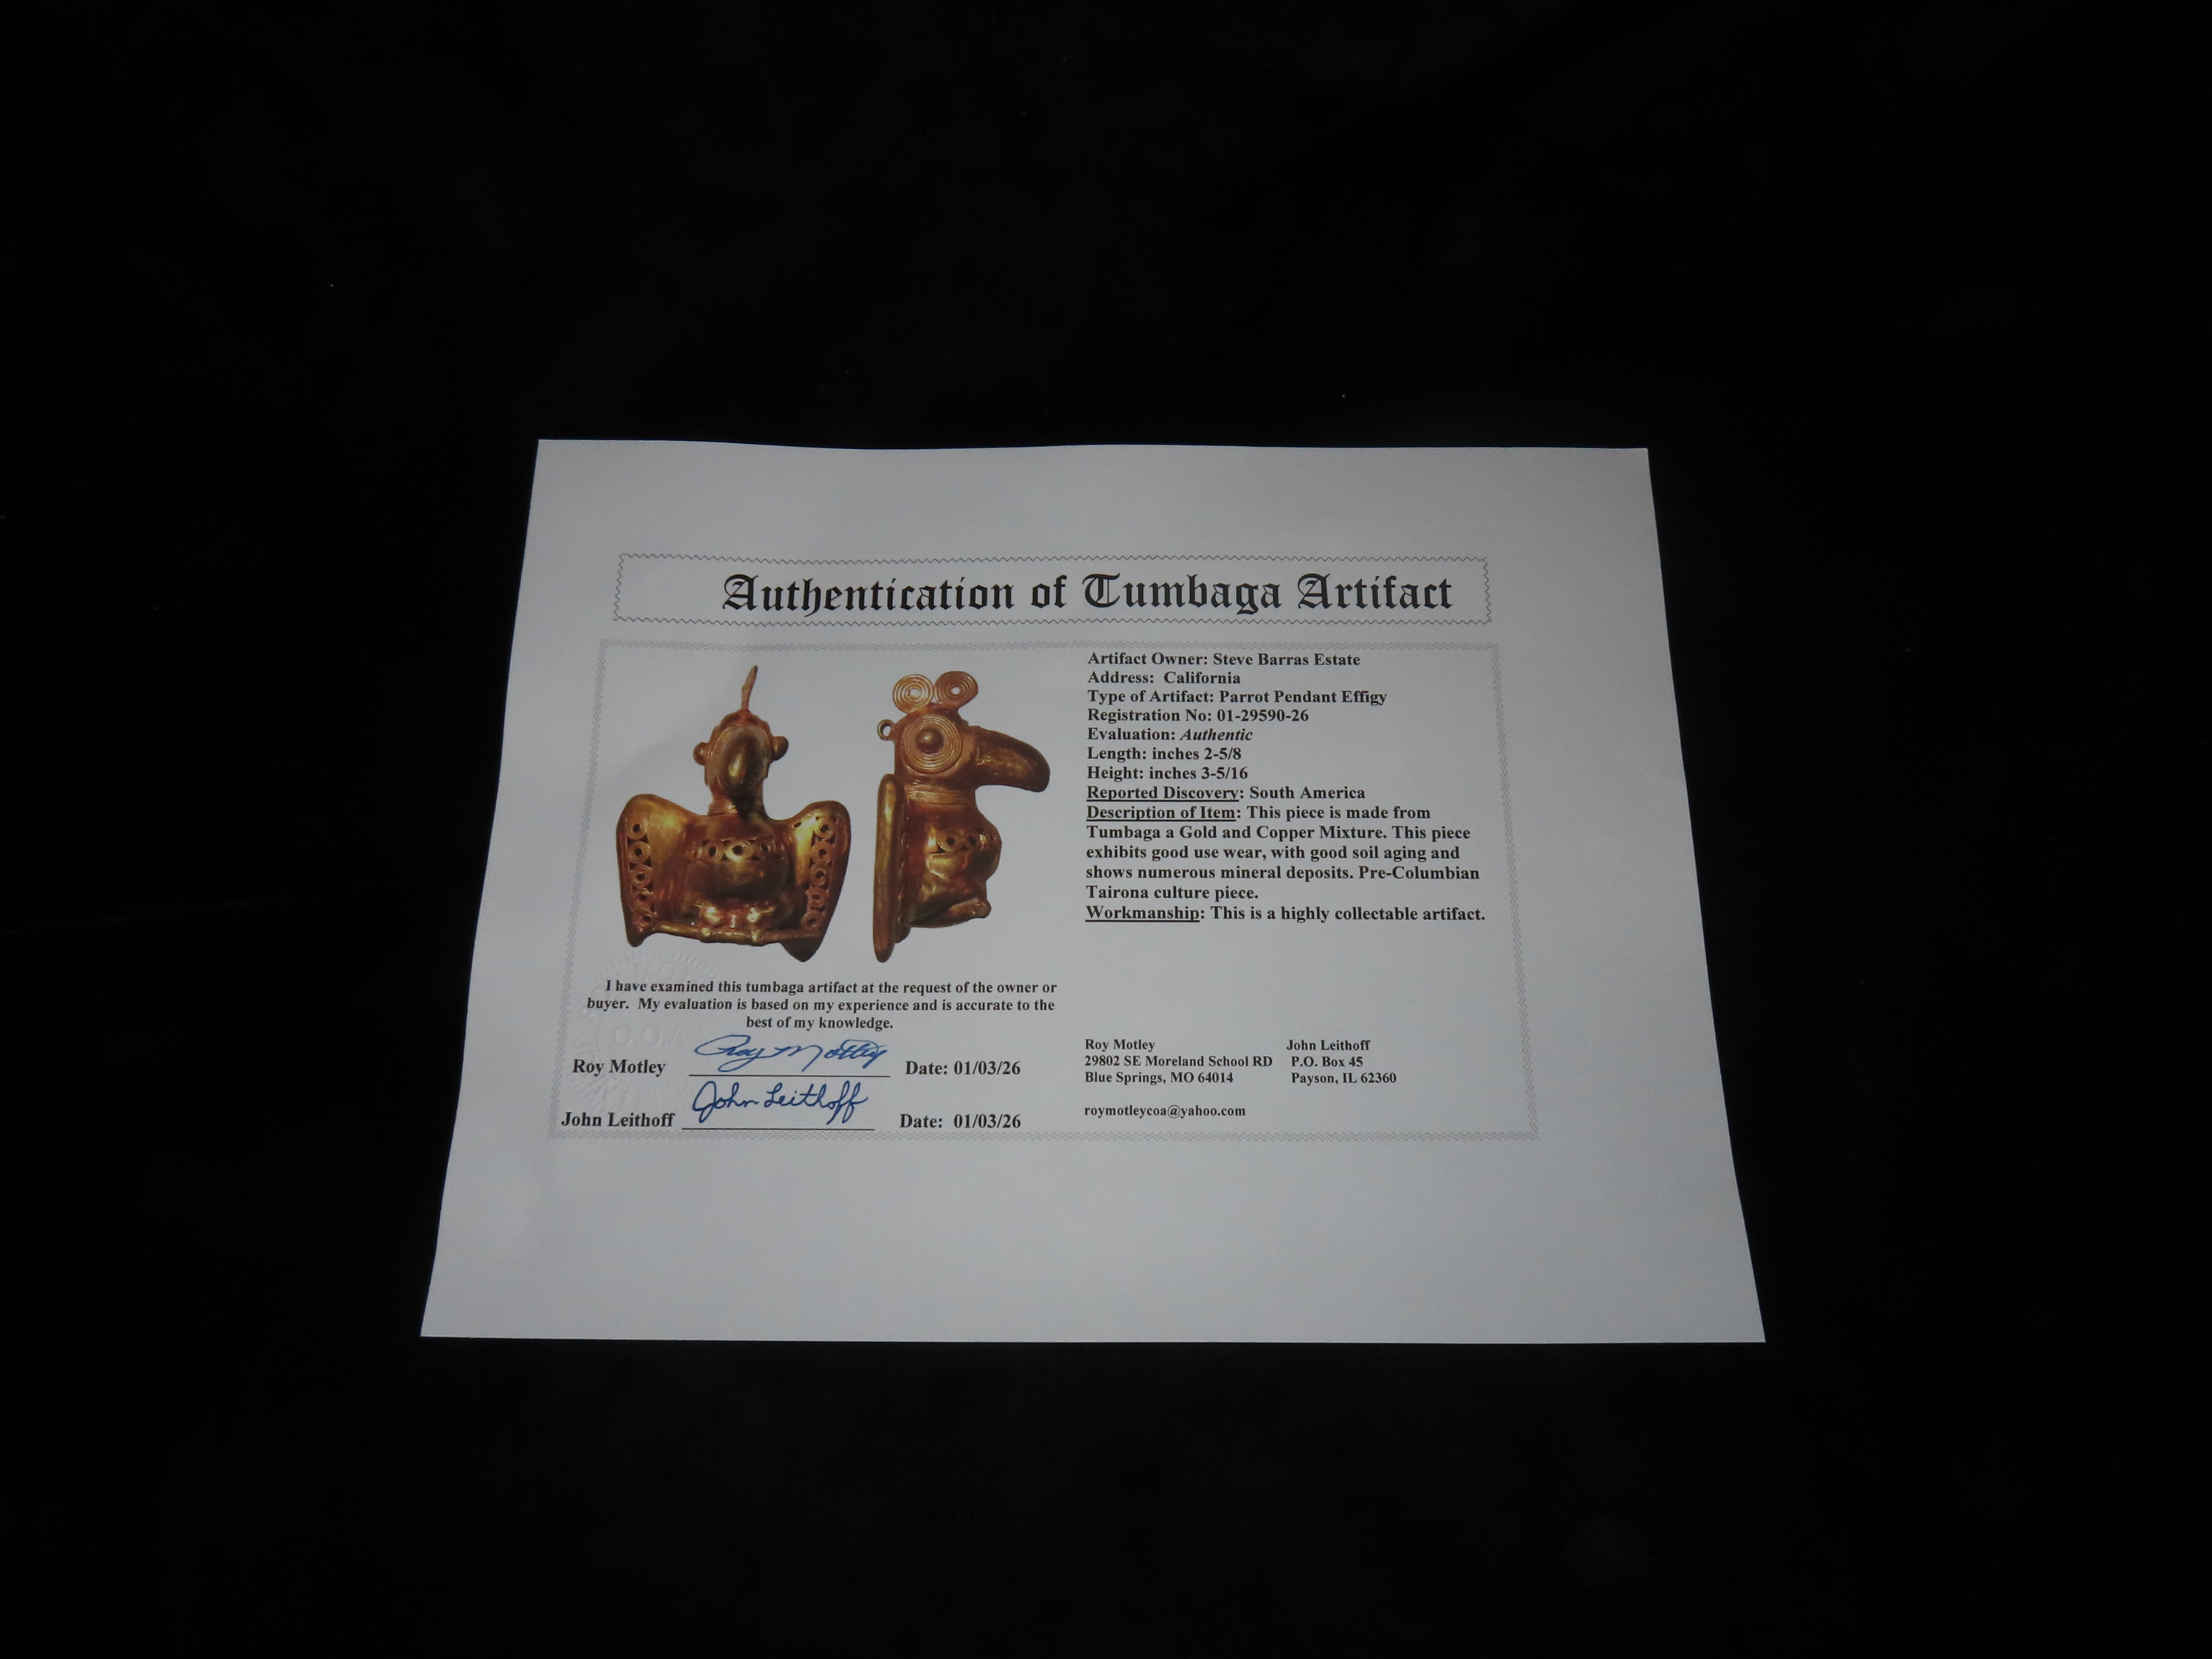 Authentication of Tumbaga Artifact
Artifact Owner: Steve Barras Estate
Address: California
Type of Artifact: Parrot Pendant Effigy
Registration No: 01-29590-26
Evaluation: Authentic
Length: inches 2-5/8
Height: inches 3-5/16
Reported Discovery: South America
Description of Item: This piece is made from
Tumbaga a Gold and Copper Mixture. This piece
exhibits good use wear, with good soil aging and
shows numerous mineral deposits. Pre-Columbian
Tairona culture piece.
Workmanship: This is a highly collectable artifact.
I have examined this tumbaga artifact at the request of the owner or
buyer. My evaluation is based on my experience and is accurate to the
best of my knowledge.
Roy Motley Roy Motley Date: 01/03/26
John Leithoff John Leithoff Date: 01/03/26
Roy Motley
29802 SE Moreland School RD
Blue Springs, MO 64014
roymotleycoa@yahoo.com
John Leithoff
P.O. Box 45
Payson, IL 62360